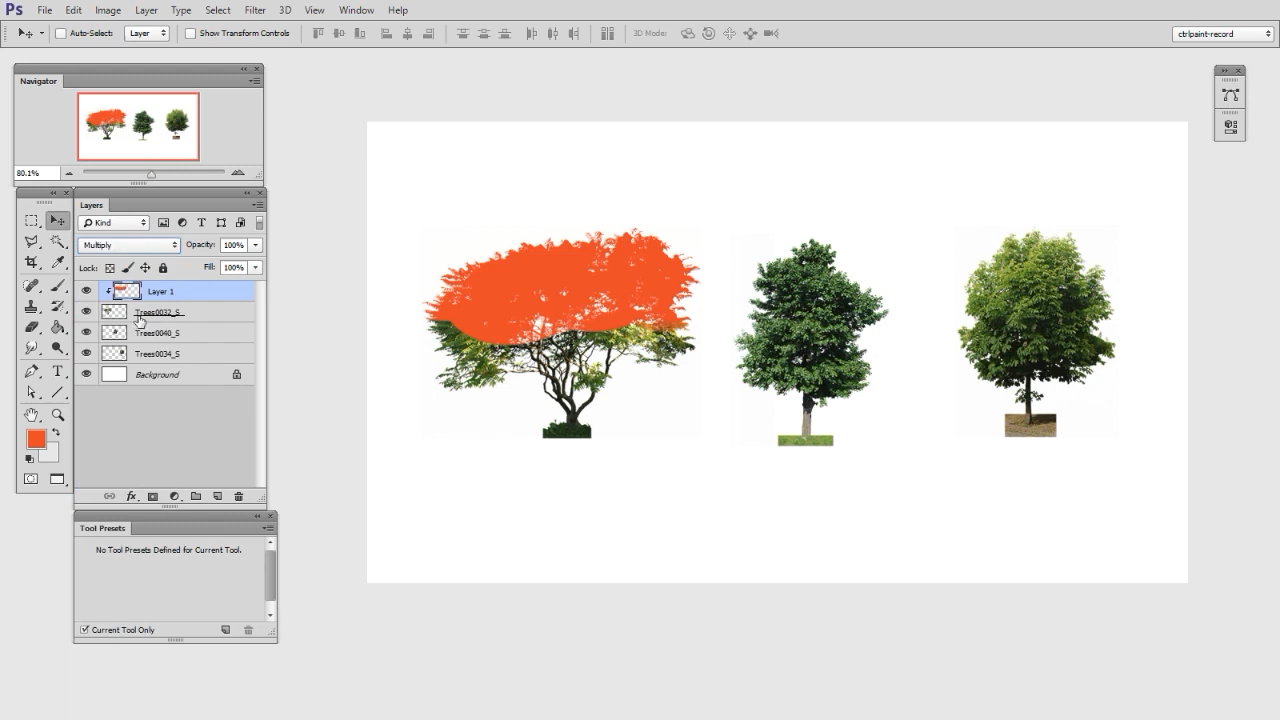 Ps File Edit Image Layer Type Select Filter 3D View Window Help
Auto-Select: Layer Show Transform Controls 3D Mode: ctrlpaint-record
Navigator
80.1%
Layers
Kind T
Multiply Opacity: 100%
Lock: Fill: 100%
Layer 1
Trees0032_S
Trees0040_S
Trees0034_S
Background
T
fx
Tool Presets
No Tool Presets Defined for Current Tool.
Current Tool Only